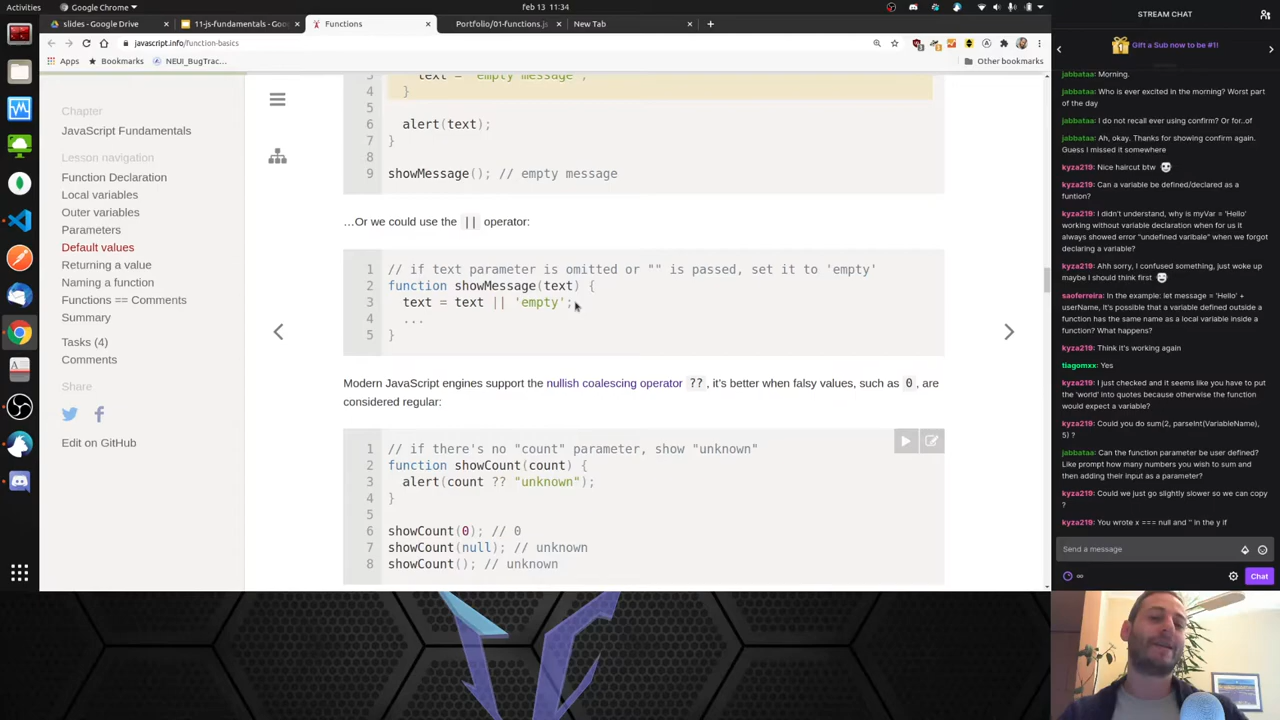 Activities
Google Chrome
feb 11 13:34
slides - Google Drive
11-js-fundamentals - Goo
Functions
Portfolio/01-functions.js
New Tab
javascript.info/function-basics
Apps
Bookmarks
NEUI_BugTrac...
Other bookmarks
Chapter
JavaScript Fundamentals
Lesson navigation
Function Declaration
Local variables
Outer variables
Parameters
Default values
Returning a value
Naming a function
Functions == Comments
Summary
Tasks (4)
Comments
Share
Edit on GitHub
3 text = 'empty message';
4 }
5
6 alert(text);
7 }
8
9 showMessage(); // empty message
…Or we could use the || operator:
1 // if text parameter is omitted or "" is passed, set it to 'empty'
2 function showMessage(text) {
3 text = text || 'empty';
4 ...
5 }
Modern JavaScript engines support the nullish coalescing operator ??, it's better when falsy values, such as 0, are
considered regular:
1 // if there's no "count" parameter, show "unknown"
2 function showCount(count) {
3 alert(count ?? "unknown");
4 }
5
6 showCount(0); // 0
7 showCount(null); // unknown
8 showCount(); // unknown
STREAM CHAT
Gift a Sub now to be #1!
jabbataa: Morning.
jabbataa: Who is ever excited in the morning? Worst part
of the day
jabbataa: I do not recall ever using confirm? Or for..of
jabbataa: Ah, okay. Thanks for showing confirm again.
Guess I missed it somewhere
kyza219: Nice haircut btw
kyza219: Can a variable be defined/declared as a
funtion?
kyza219: I didn't understand, why is myVar = 'Hello'
working without variable declaration when for us it
always showed error "undefined varibale" when we forgot
declaring a variable?
kyza219: Ahh sorry, I confused something, just woke up
maybe I should think first
saoferreira: In the example: let message = 'Hello' +
userName, it's possible that a variable defined outside a
function has the same name as a local variable inside a
function? What happens?
kyza219: Think it's working again
tiagomxx: Yes
kyza219: I just checked and it seems like you have to put
the 'world' into quotes because otherwise the function
would expect a variable?
kyza219: Could you do sum(2, parseInt(VariableName),
5) ?
jabbataa: Can the function parameter be user defined?
Like prompt how many numbers you wish to sum and
then adding their input as a parameter?
kyza219: Could we just go slightly slower so we can copy
?
kyza219: You wrote x === null and '' in the y if
Send a message
∞
Chat